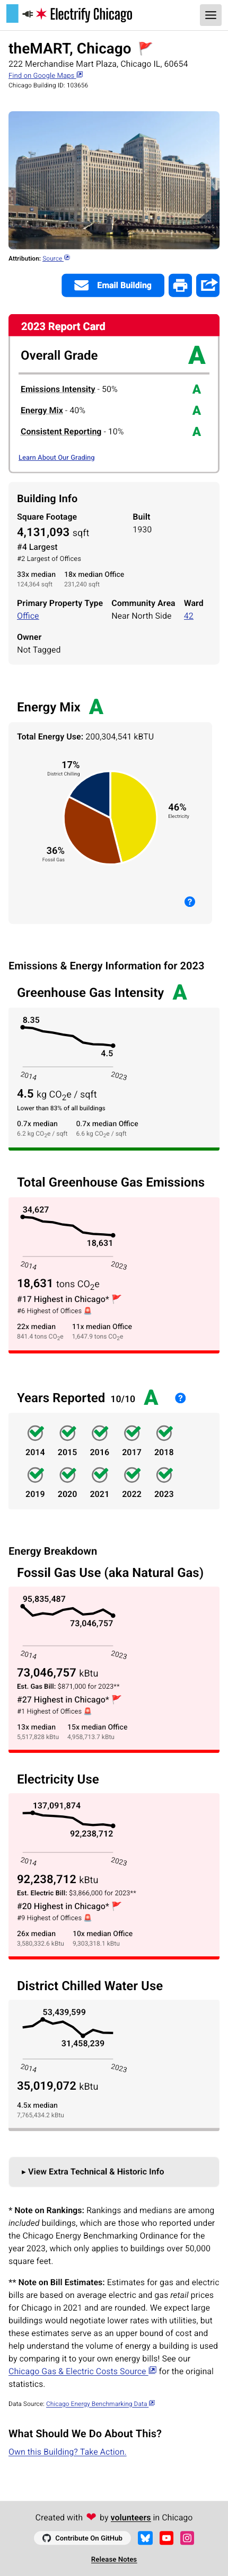 Electrify Chicago
theMART, Chicago 🚩
222 Merchandise Mart Plaza, Chicago IL, 60654
Find on Google Maps
Chicago Building ID: 103656
Attribution: Source
Email Building
2023 Report Card
Overall Grade A
Emissions Intensity - 50% A
Energy Mix - 40% A
Consistent Reporting - 10% A
Learn About Our Grading
Building Info
Square Footage
4,131,093 sqft
#4 Largest
#2 Largest of Offices
33x median
124,364 sqft
18x median Office
231,240 sqft
Built
1930
Primary Property Type
Office
Community Area
Near North Side
Ward
42
Owner
Not Tagged
Energy Mix A
Total Energy Use: 200,304,541 kBTU
17%
District Chilling
46%
Electricity
36%
Fossil Gas
?
Emissions & Energy Information for 2023
Greenhouse Gas Intensity A
8.35
4.5
2014
2023
4.5 kg CO2e / sqft
Lower than 83% of all buildings
0.7x median
6.2 kg CO2e / sqft
0.7x median Office
6.6 kg CO2e / sqft
Total Greenhouse Gas Emissions
34,627
18,631
2014
2023
18,631 tons CO2e
#17 Highest in Chicago* 🚩
#6 Highest of Offices 🚨
22x median
841.4 tons CO2e
11x median Office
1,647.9 tons CO2e
Years Reported 10/10 A ?
2014 2015 2016 2017 2018
2019 2020 2021 2022 2023
Energy Breakdown
Fossil Gas Use (aka Natural Gas)
95,835,487
73,046,757
2014
2023
73,046,757 kBtu
Est. Gas Bill: $871,000 for 2023**
#27 Highest in Chicago* 🚩
#1 Highest of Offices 🚨
13x median
5,517,828 kBtu
15x median Office
4,958,713.7 kBtu
Electricity Use
137,091,874
92,238,712
2014
2023
92,238,712 kBtu
Est. Electric Bill: $3,866,000 for 2023**
#20 Highest in Chicago* 🚩
#9 Highest of Offices 🚨
26x median
3,580,332.6 kBtu
10x median Office
9,303,318.1 kBtu
District Chilled Water Use
53,439,599
31,458,239
2014
2023
35,019,072 kBtu
4.5x median
7,765,434.2 kBtu
▸ View Extra Technical & Historic Info
* Note on Rankings: Rankings and medians are among
included buildings, which are those who reported under
the Chicago Energy Benchmarking Ordinance for the
year 2023, which only applies to buildings over 50,000
square feet.
** Note on Bill Estimates: Estimates for gas and electric
bills are based on average electric and gas retail prices
for Chicago in 2021 and are rounded. We expect large
buildings would negotiate lower rates with utilities, but
these estimates serve as an upper bound of cost and
help understand the volume of energy a building is used
by comparing it to your own energy bills! See our
Chicago Gas & Electric Costs Source for the original
statistics.
Data Source: Chicago Energy Benchmarking Data
What Should We Do About This?
Own this Building? Take Action.
Created with ❤ by volunteers in Chicago
Contribute On GitHub
Release Notes